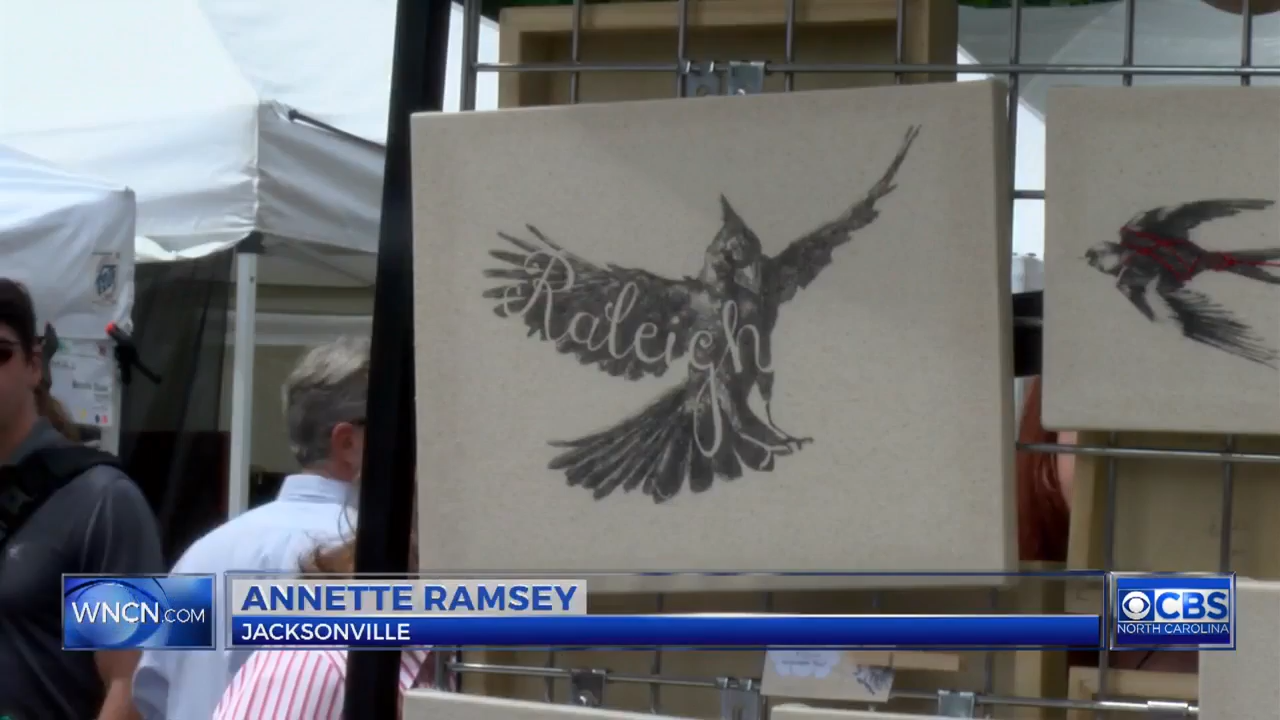 Raleigh
ANNETTE RAMSEY
JACKSONVILLE
WNCN.COM
CBS
NORTH CAROLINA